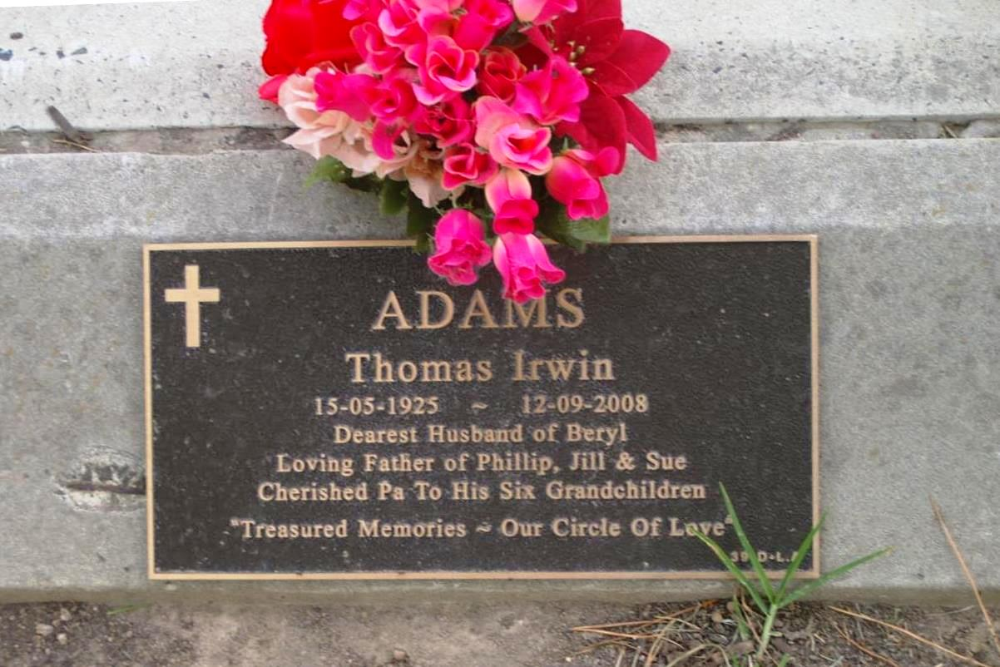 ADAMS
Thomas Irwin
15-05-1925 ~ 12-09-2008
Dearest Husband of Beryl
Loving Father of Phillip, Jill & Sue
Cherished Pa To His Six Grandchildren
"Treasured Memories ~ Our Circle Of Love"